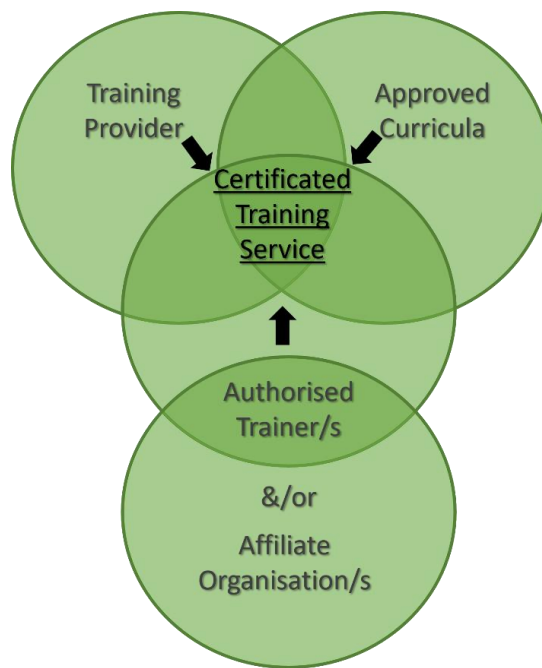 Training
Provider
Approved
Curricula
Certificated
Training
Service
Authorised
Trainer/s
&/or
Affiliate
Organisation/s